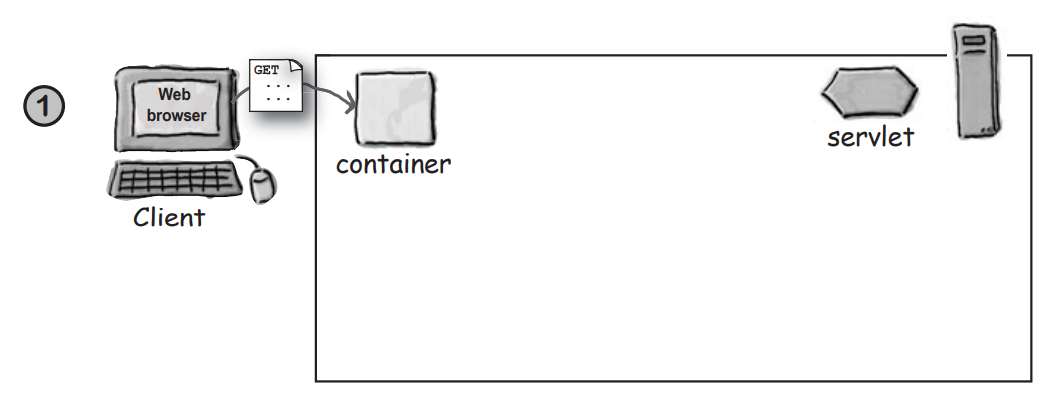 1
Web
browser
GET
...
...
container
servlet
Client